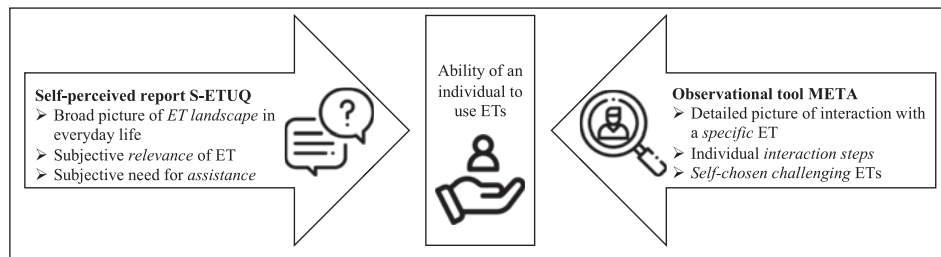 Self-perceived report S-ETUQ
➢ Broad picture of ET landscape in
everyday life
➢ Subjective relevance of ET
➢ Subjective need for assistance
?
Ability of an
individual to
use ETs
Observational tool META
➢ Detailed picture of interaction with
a specific ET
➢ Individual interaction steps
➢ Self-chosen challenging ETs